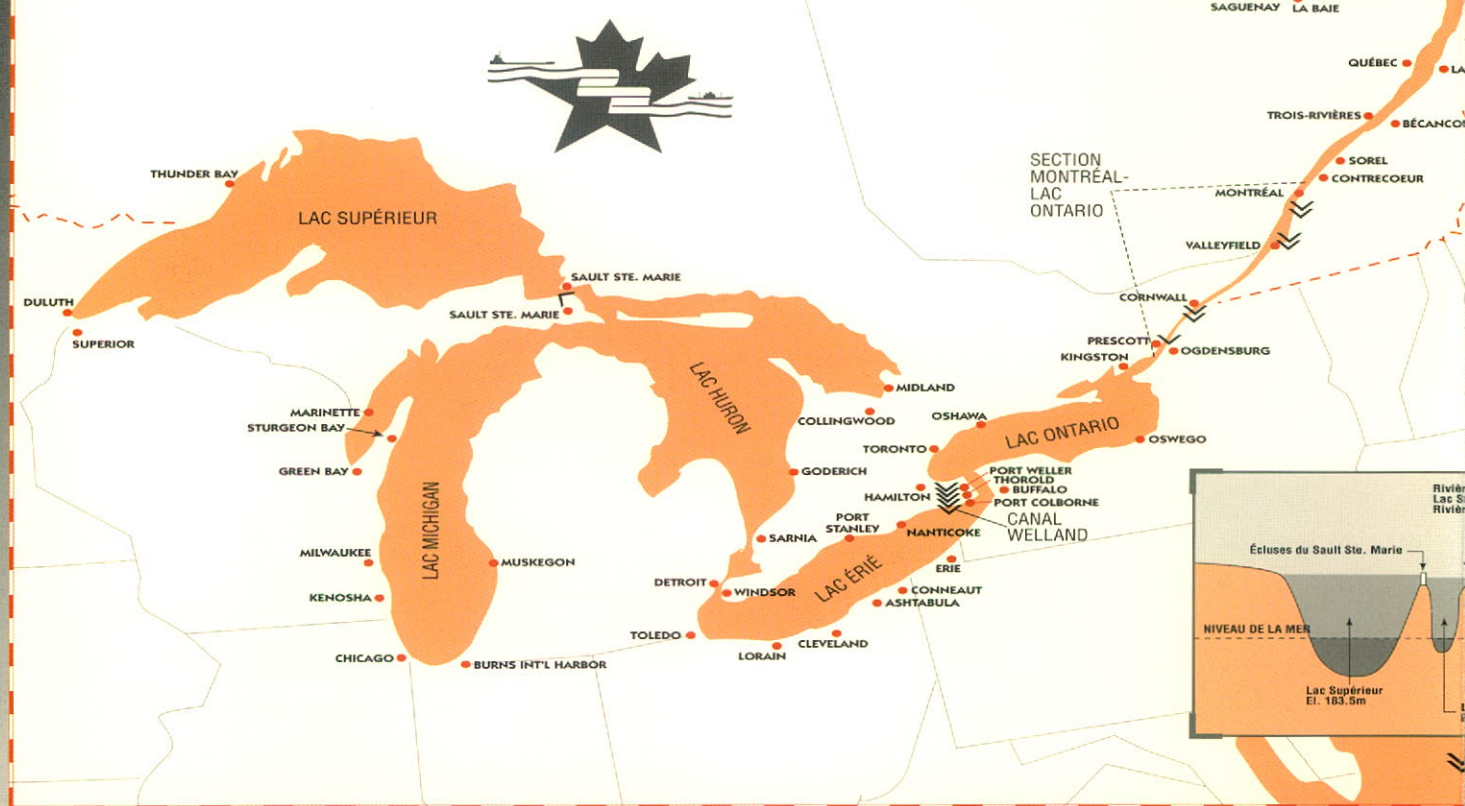 SAGUENAY
LA BAIE
QUÉBEC
TROIS-RIVIÈRES
SOREL
CONTRECOEUR
SECTION
MONTRÉAL-
LAC
ONTARIO
MONTRÉAL
VALLEYFIELD
CORNWALL
PRESCOTT
OGDENSBURG
KINGSTON
THUNDER BAY
LAC SUPÉRIEUR
SAULT STE. MARIE
SAULT STE. MARIE
DULUTH
SUPERIOR
MARINETTE
STURGEON BAY
GREEN BAY
LAC MICHIGAN
MILWAUKEE
MUSKEGON
KENOSHA
CHICAGO
BURNS INT'L HARBOR
LAC HURON
MIDLAND
COLLINGWOOD
GODERICH
SARNIA
OSHAWA
TORONTO
LAC ONTARIO
OSWEGO
HAMILTON
PORT WELLER
THOROLD
BUFFALO
PORT COLBORNE
CANAL
WELLAND
PORT
STANLEY
NANTICOKE
LAC ÉRIÉ
DETROIT
WINDSOR
TOLEDO
LORAIN
CLEVELAND
ASHTABULA
CONNEAUT
ERIE
Écluses du Sault Ste. Marie
NIVEAU DE LA MER
Lac Supérieur
El. 183.5m